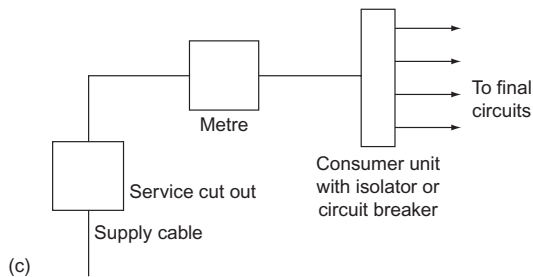 To final
circuits
Metre
Consumer unit
with isolator or
circuit breaker
Service cut out
Supply cable
(c)